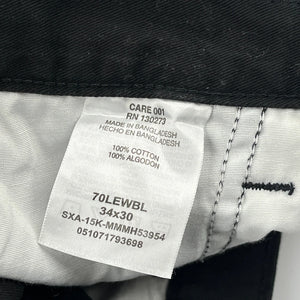 CARE 001
RN 130273
MADE IN BANGLADESH
HECHO EN BANGLADESH
100% COTTON
100% ALGODON
70LEWBL
34x30
SXA-15K-MMMH53954
051071793698